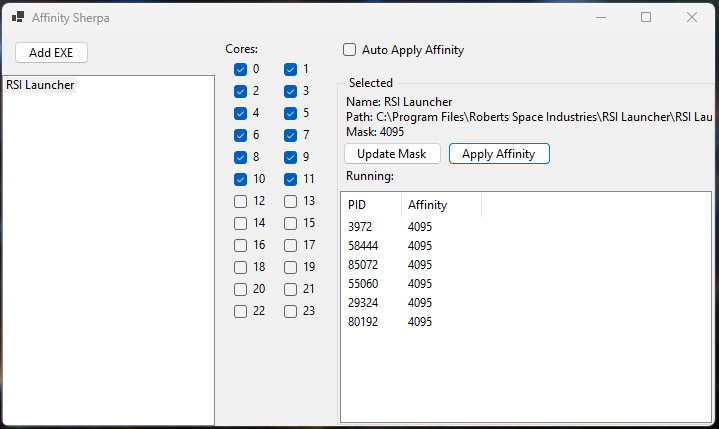 Affinity Sherpa
Add EXE
RSI Launcher
Cores:
0 1
2 3
4 5
6 7
8 9
10 11
12 13
14 15
16 17
18 19
20 21
22 23
Auto Apply Affinity
Selected
Name: RSI Launcher
Path: C:\Program Files\Roberts Space Industries\RSI Launcher\RSI Lau
Mask: 4095
Update Mask Apply Affinity
Running:
PID Affinity
3972 4095
58444 4095
85072 4095
55060 4095
29324 4095
80192 4095